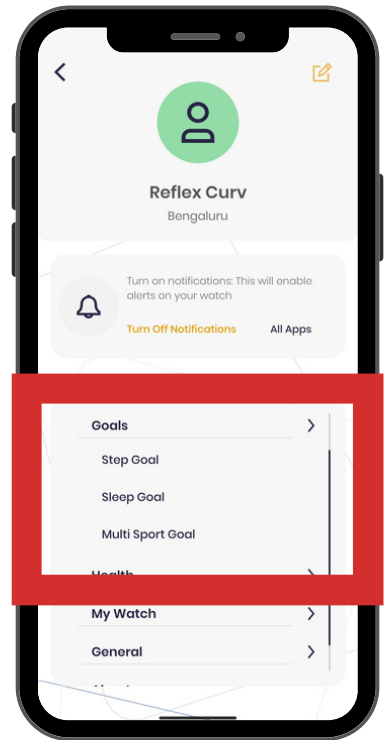 Reflex Curv
Bengaluru
Turn on notifications: This will enable
alerts on your watch
Turn Off Notifications All Apps
Goals
Step Goal
Sleep Goal
Multi Sport Goal
Health
My Watch
General